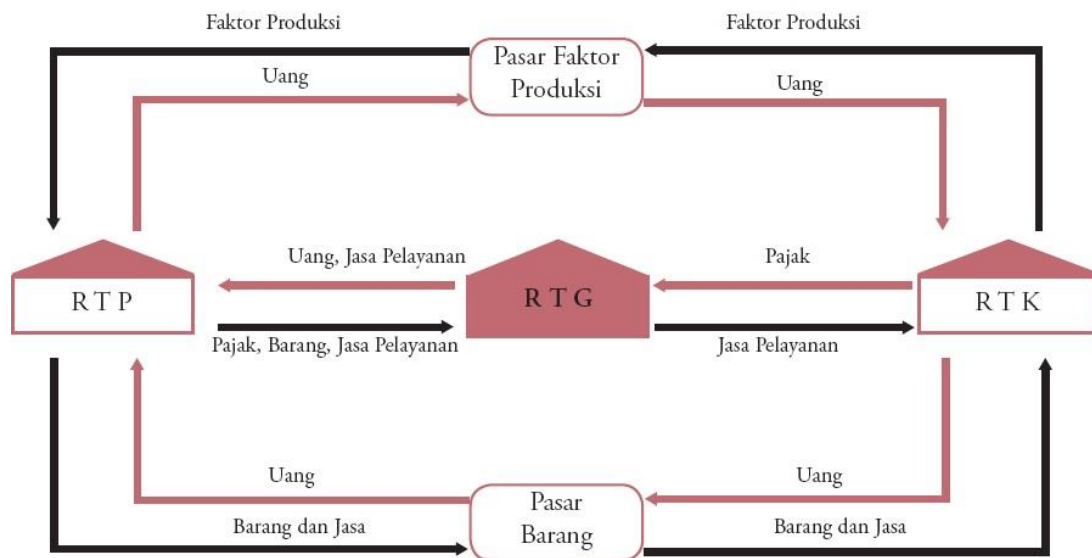 Faktor Produksi
Faktor Produksi
Pasar Faktor
Produksi
Uang
Uang
Uang, Jasa Pelayanan
Pajak
R T P
R T G
R T K
Pajak, Barang, Jasa Pelayanan
Jasa Pelayanan
Uang
Uang
Pasar
Barang
Barang dan Jasa
Barang dan Jasa